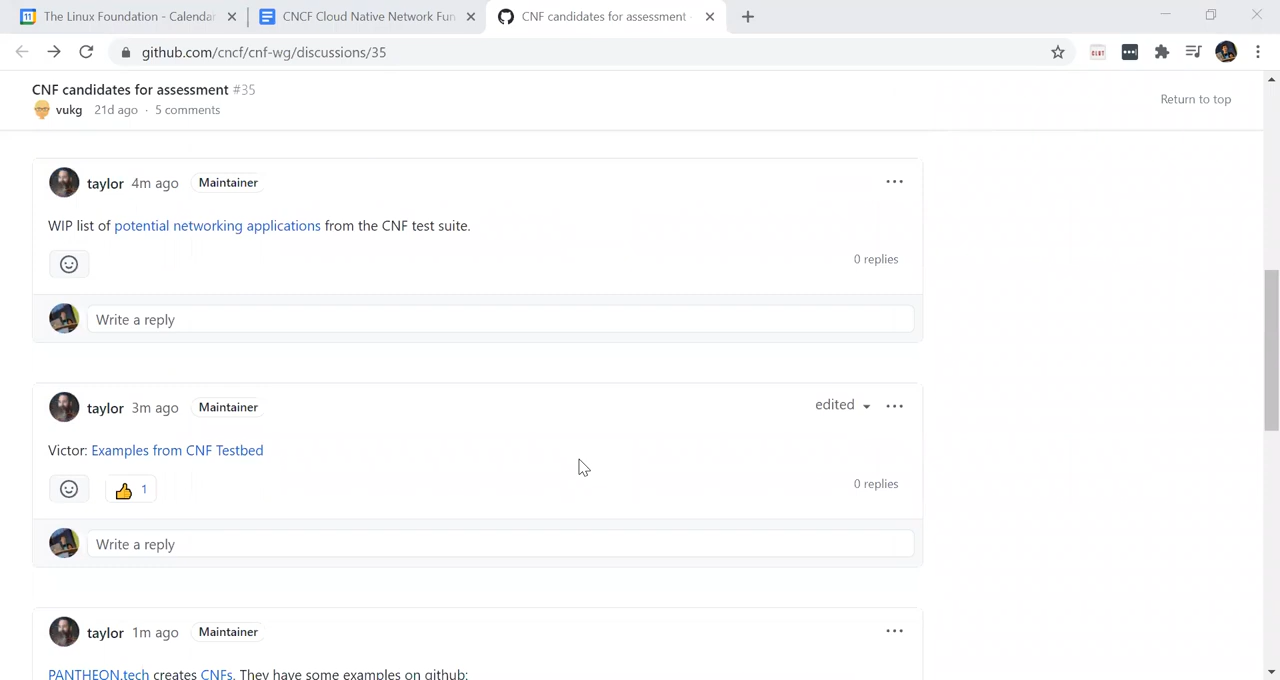 The Linux Foundation - Calenda
CNCF Cloud Native Network Fun
CNF candidates for assessment
github.com/cncf/cnf-wg/discussions/35
CNF candidates for assessment #35
vukg 21d ago · 5 comments
Return to top
taylor 4m ago Maintainer
WIP list of potential networking applications from the CNF test suite.
0 replies
Write a reply
taylor 3m ago Maintainer
edited
Victor: Examples from CNF Testbed
1
0 replies
Write a reply
taylor 1m ago Maintainer
PANTHEON.tech creates CNFs. They have some examples on github: